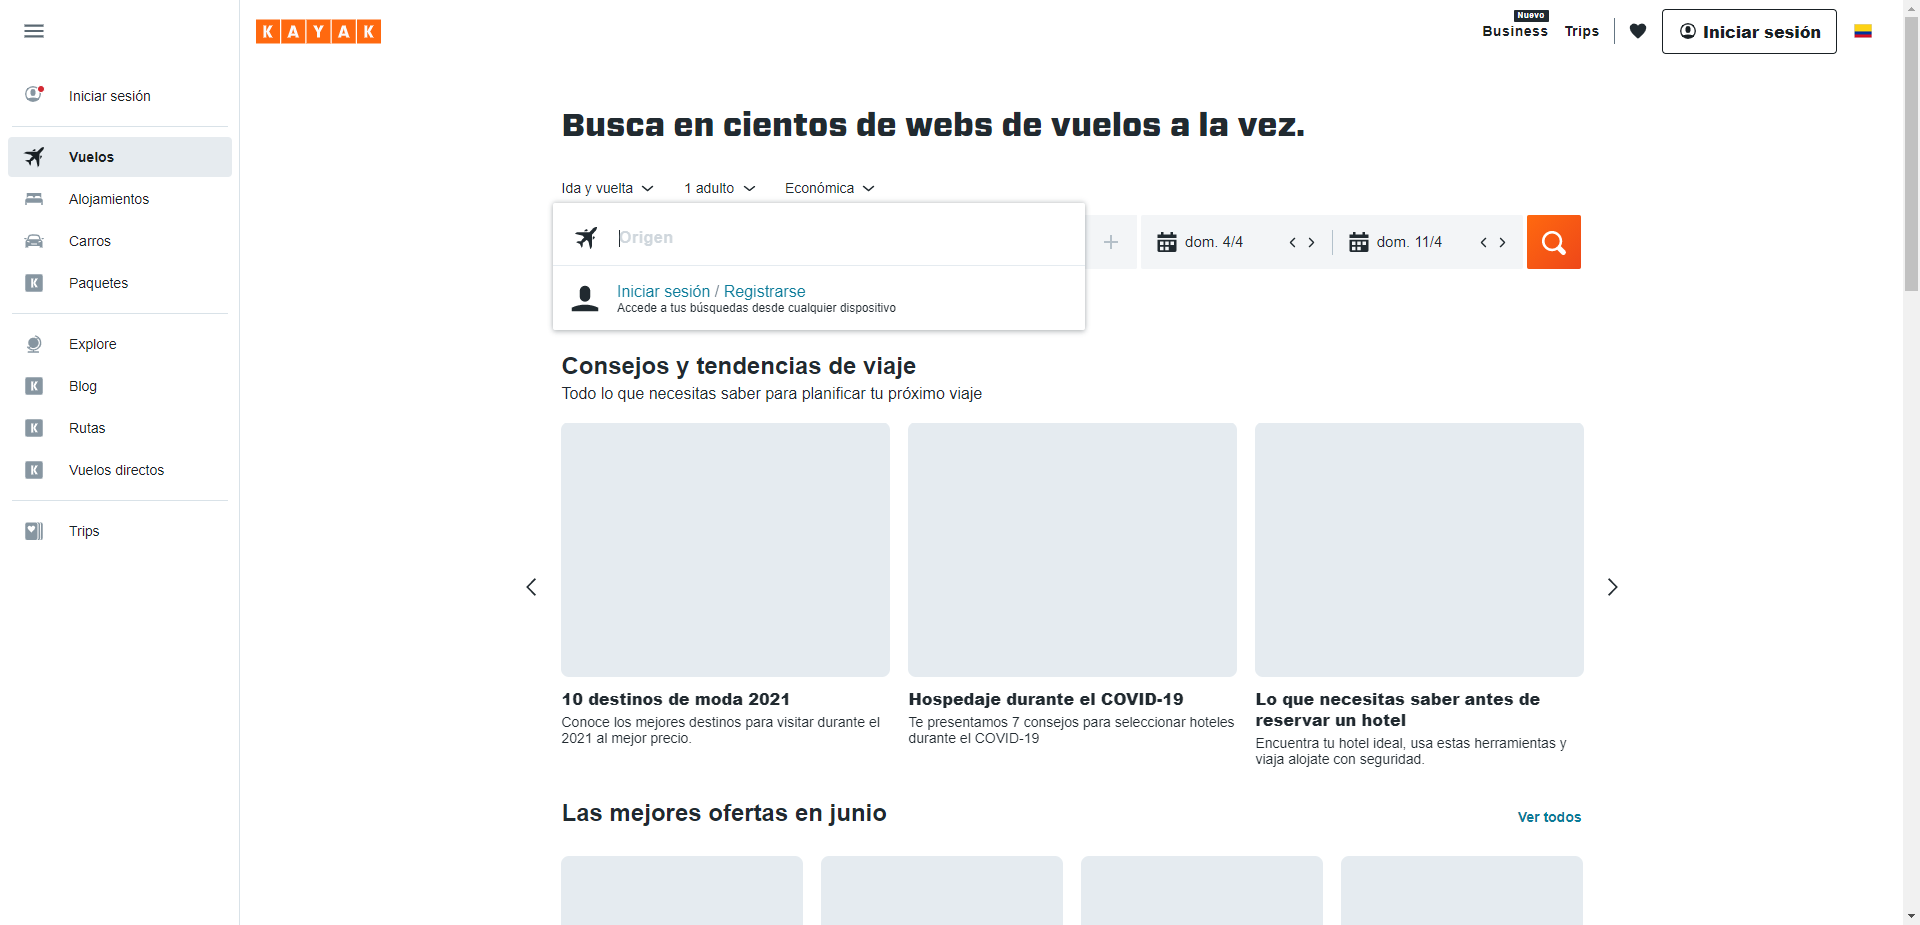 KAYAK
Nuevo
Business
Trips
Iniciar sesión
Iniciar sesión
Vuelos
Alojamientos
Carros
K Paquetes
Explore
K Blog
K Rutas
K Vuelos directos
Trips
Busca en cientos de webs de vuelos a la vez.
Ida y vuelta 1 adulto Económica
Origen
dom. 4/4 dom. 11/4
Iniciar sesión / Registrarse
Accede a tus búsquedas desde cualquier dispositivo
Consejos y tendencias de viaje
Todo lo que necesitas saber para planificar tu próximo viaje
10 destinos de moda 2021
Conoce los mejores destinos para visitar durante el
2021 al mejor precio.
Hospedaje durante el COVID-19
Te presentamos 7 consejos para seleccionar hoteles
durante el COVID-19
Lo que necesitas saber antes de
reservar un hotel
Encuentra tu hotel ideal, usa estas herramientas y
viaja alojate con seguridad.
Las mejores ofertas en junio
Ver todos